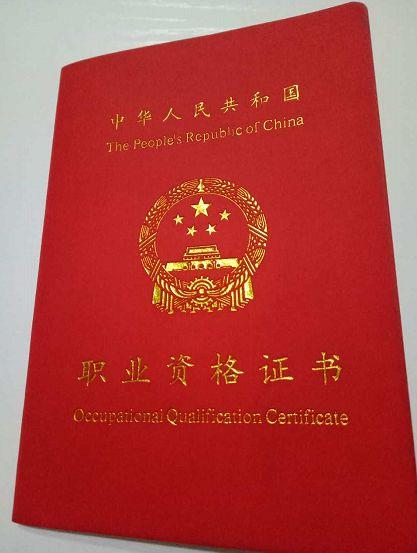 中华人民共和国
The People's Republic of China
职业资格证书
Occupational Qualification Certificate